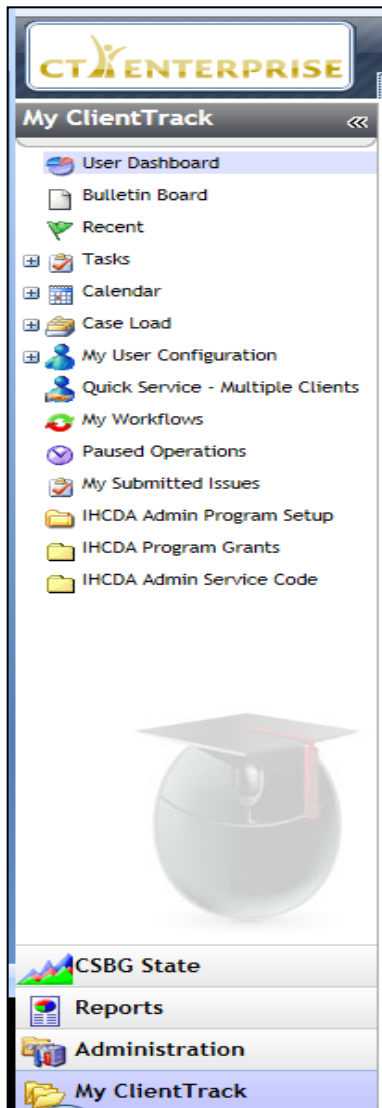 CT ENTERPRISE
My ClientTrack
User Dashboard
Bulletin Board
Recent
Tasks
Calendar
Case Load
My User Configuration
Quick Service - Multiple Clients
My Workflows
Paused Operations
My Submitted Issues
IHCDA Admin Program Setup
IHCDA Program Grants
IHCDA Admin Service Code
CSBG State
Reports
Administration
My ClientTrack